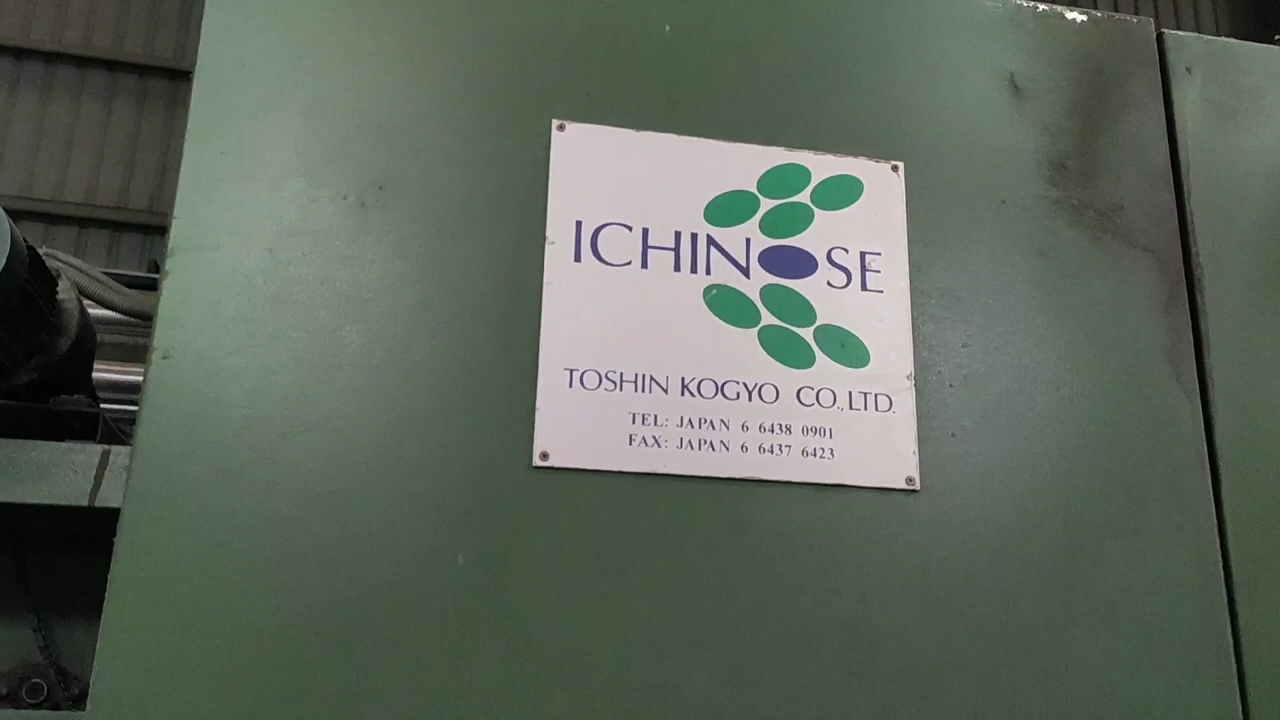 ICHINOSE
TOSHIN KOGYO CO.,LTD.
TEL: JAPAN 6 6438 0901
FAX: JAPAN 6 6437 6423